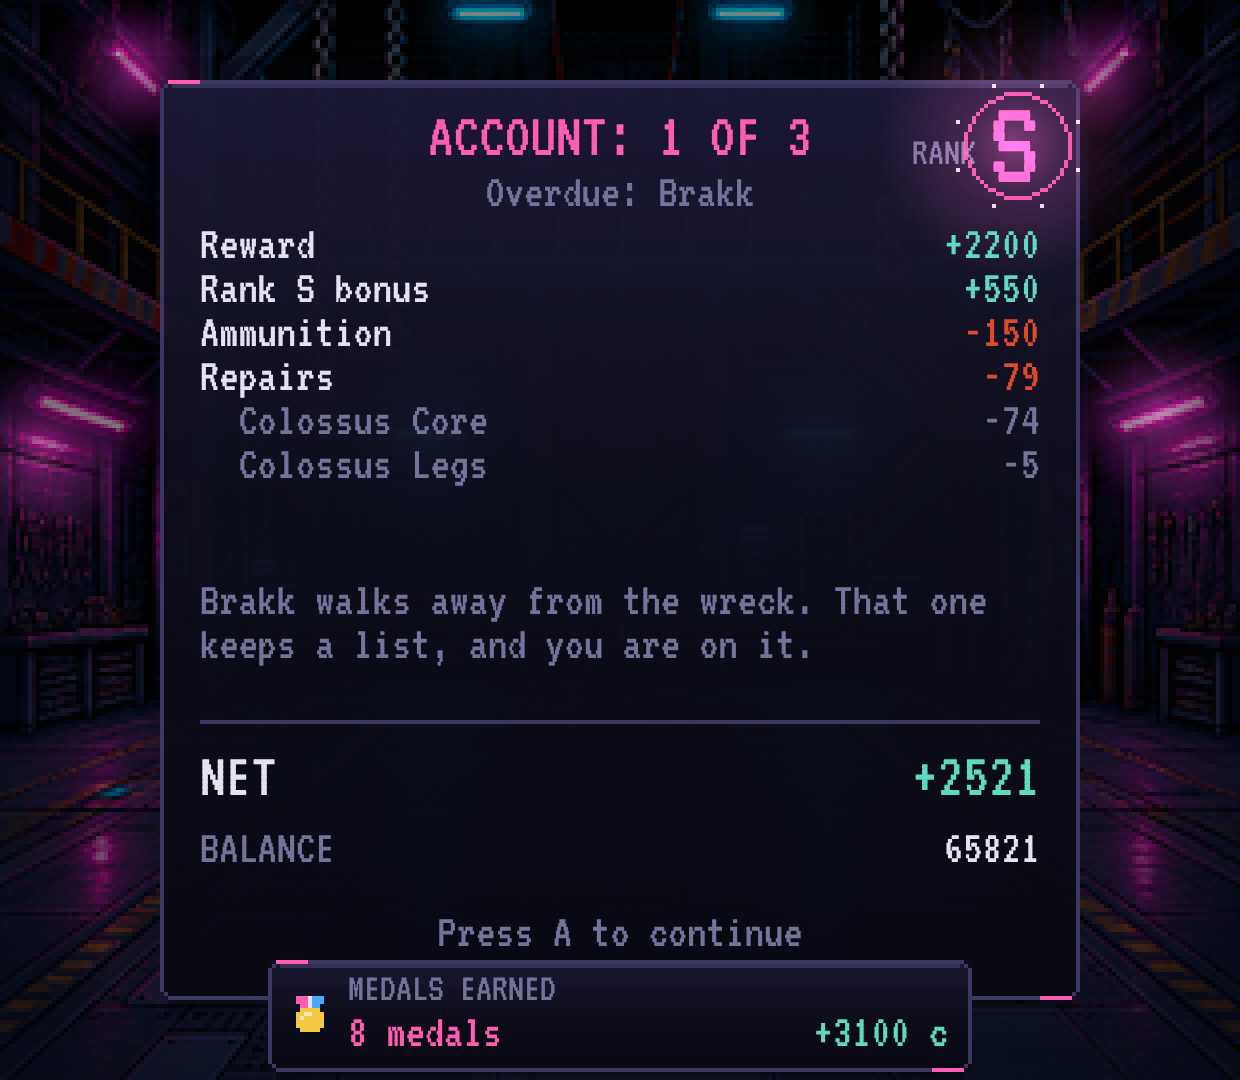 ACCOUNT: 1 OF 3
RANK S
Overdue: Brakk
Reward +2200
Rank S bonus +550
Ammunition -150
Repairs -79
Colossus Core -74
Colossus Legs -5
Brakk walks away from the wreck. That one
keeps a list, and you are on it.
NET +2521
BALANCE 65821
Press A to continue
MEDALS EARNED
8 medals +3100 c